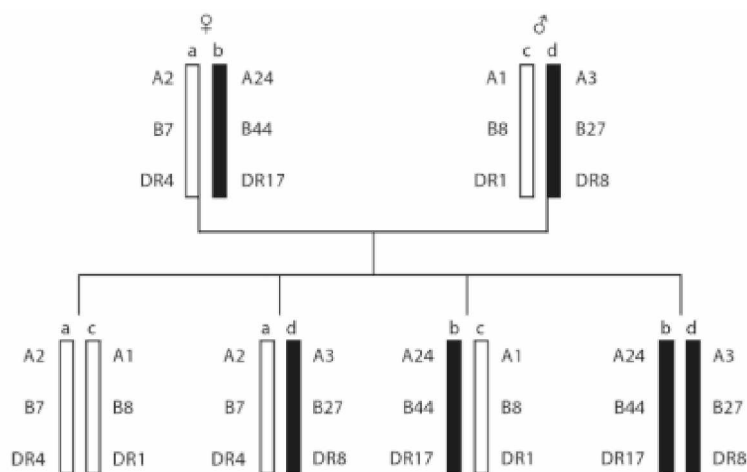 ♀ ♂
a b c d
A2 A24 A1 A3
B7 B44 B8 B27
DR4 DR17 DR1 DR8
a c a d b c b d
A2 A1 A2 A3 A24 A1 A24 A3
B7 B8 B7 B27 B44 B8 B44 B27
DR4 DR1 DR4 DR8 DR17 DR1 DR17 DR8